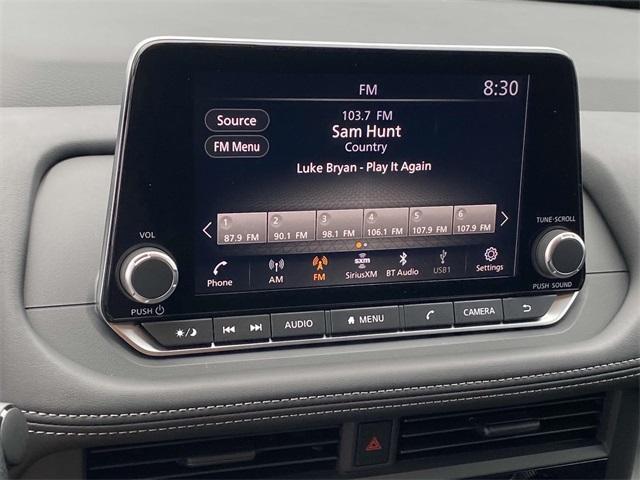 FM 8:30
Source
103.7 FM
Sam Hunt
FM Menu
Country
Luke Bryan - Play It Again
1 2 3 4 5 6
87.9 FM 90.1 FM 98.1 FM 106.1 FM 107.9 FM 107.9 FM
VOL
TUNE·SCROLL
sxm
Phone AM FM SiriusXM BT Audio USB1 Settings
PUSH
PUSH SOUND
AUDIO MENU CAMERA